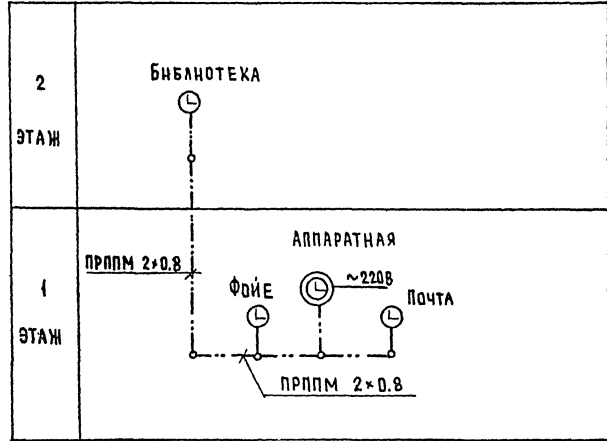 2
ЭТАЖ
БИБЛИОТЕКА
1
ЭТАЖ
АППАРАТНАЯ
ПРППМ 2×0.8
~220В
ФОЙЕ
ПОЧТА
ПРППМ 2×0.8